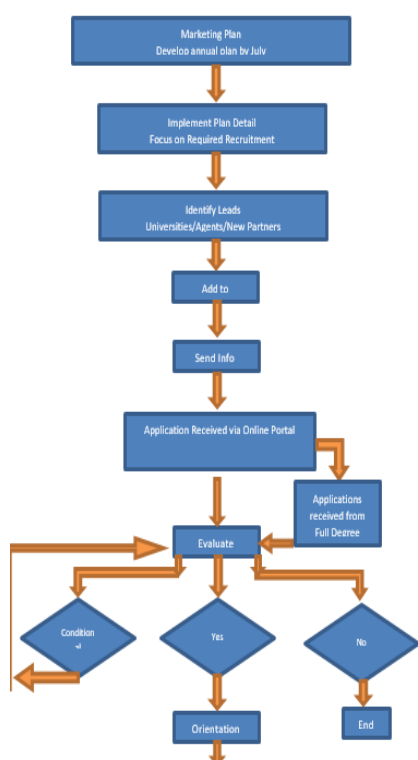 Marketing Plan
Develop annual plan by July
Implement Plan Detail
Focus on Required Recruitment
Identify Leads
Universities/Agents/New Partners
Add to
Send Info
Application Received via Online Portal
Applications
received from
Full Degree
Evaluate
Condition
Yes
No
Orientation
End